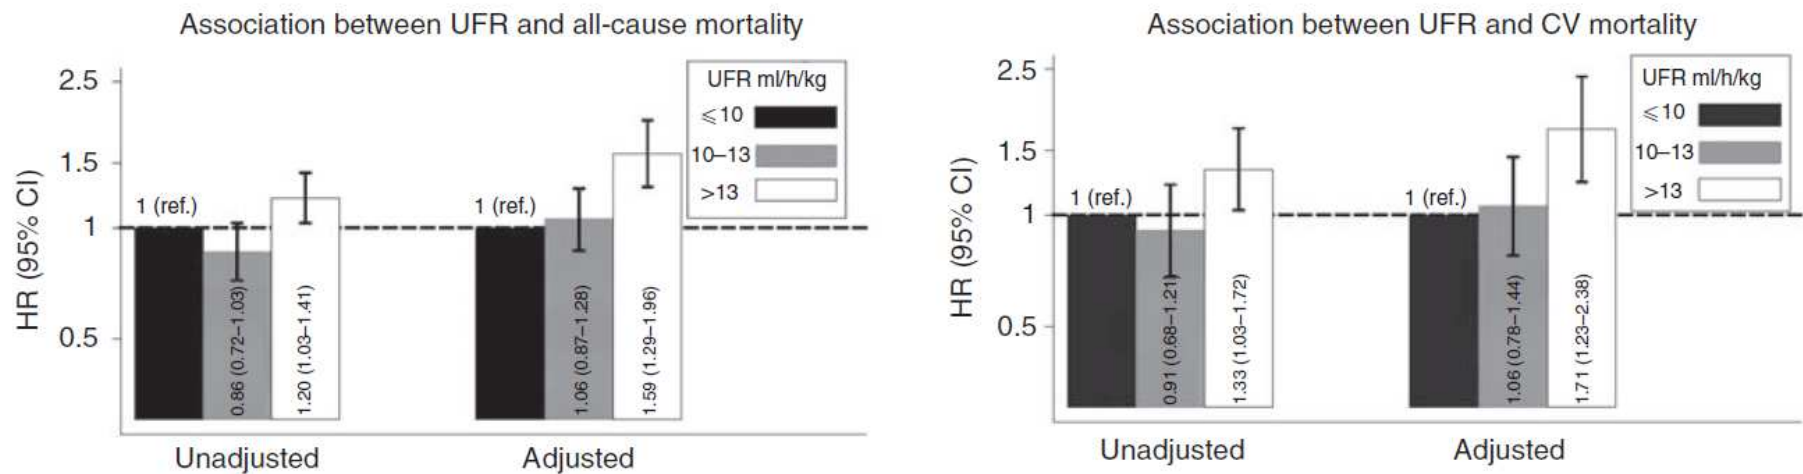 Association between UFR and all-cause mortality
HR (95% CI)
2.5
1.5
1
0.5
UFR ml/h/kg
⩽10
10–13
>13
1 (ref.)
0.86 (0.72–1.03)
1.20 (1.03–1.41)
1 (ref.)
1.06 (0.87–1.28)
1.59 (1.29–1.96)
Unadjusted
Adjusted
Association between UFR and CV mortality
HR (95% CI)
2.5
1.5
1
0.5
UFR ml/h/kg
⩽10
10–13
>13
1 (ref.)
0.91 (0.68–1.21)
1.33 (1.03–1.72)
1 (ref.)
1.06 (0.78–1.44)
1.71 (1.23–2.38)
Unadjusted
Adjusted